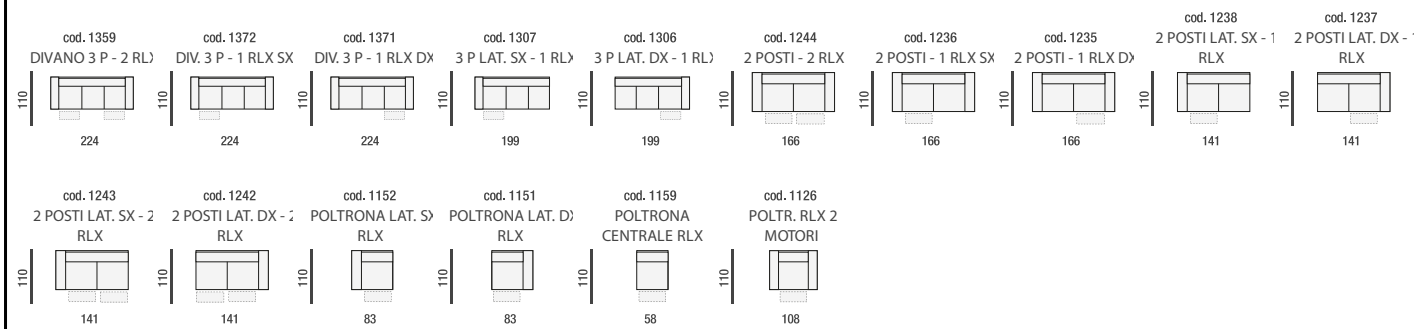 cod. 1359
DIVANO 3 P - 2 RLX
110
224
cod. 1372
DIV. 3 P - 1 RLX SX
110
224
cod. 1371
DIV. 3 P - 1 RLX DX
110
224
cod. 1307
3 P LAT. SX - 1 RLX
110
199
cod. 1306
3 P LAT. DX - 1 RLX
110
199
cod. 1244
2 POSTI - 2 RLX
110
166
cod. 1236
2 POSTI - 1 RLX SX
110
166
cod. 1235
2 POSTI - 1 RLX DX
110
166
cod. 1238
2 POSTI LAT. SX - 1
RLX
110
141
cod. 1237
2 POSTI LAT. DX - 1
RLX
110
141
cod. 1243
2 POSTI LAT. SX - 2
RLX
110
141
cod. 1242
2 POSTI LAT. DX - 2
RLX
110
141
cod. 1152
POLTRONA LAT. SX
RLX
110
83
cod. 1151
POLTRONA LAT. DX
RLX
110
83
cod. 1159
POLTRONA
CENTRALE RLX
110
58
cod. 1126
POLTR. RLX 2
MOTORI
110
108